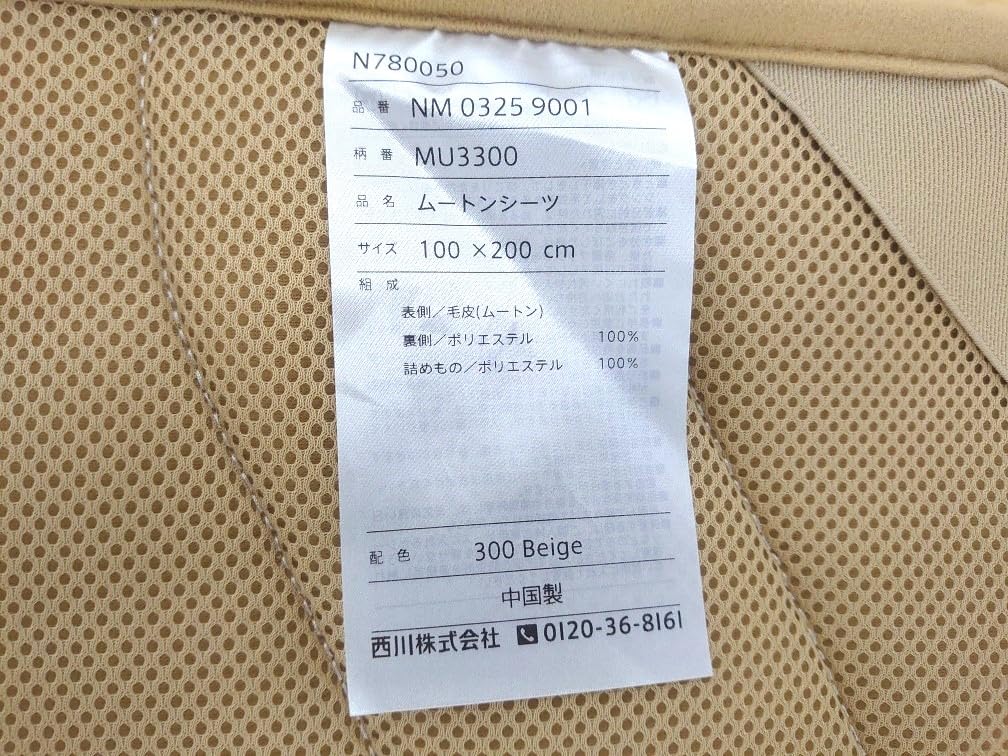 N780050
品 番 NM 0325 9001
柄 番 MU3300
品 名 ムートンシーツ
サイズ 100 ×200 cm
組 成
表側／毛皮(ムートン)
裏側／ポリエステル 100%
詰めもの／ポリエステル 100%
配 色 300 Beige
中国製
西川株式会社 0120-36-8161